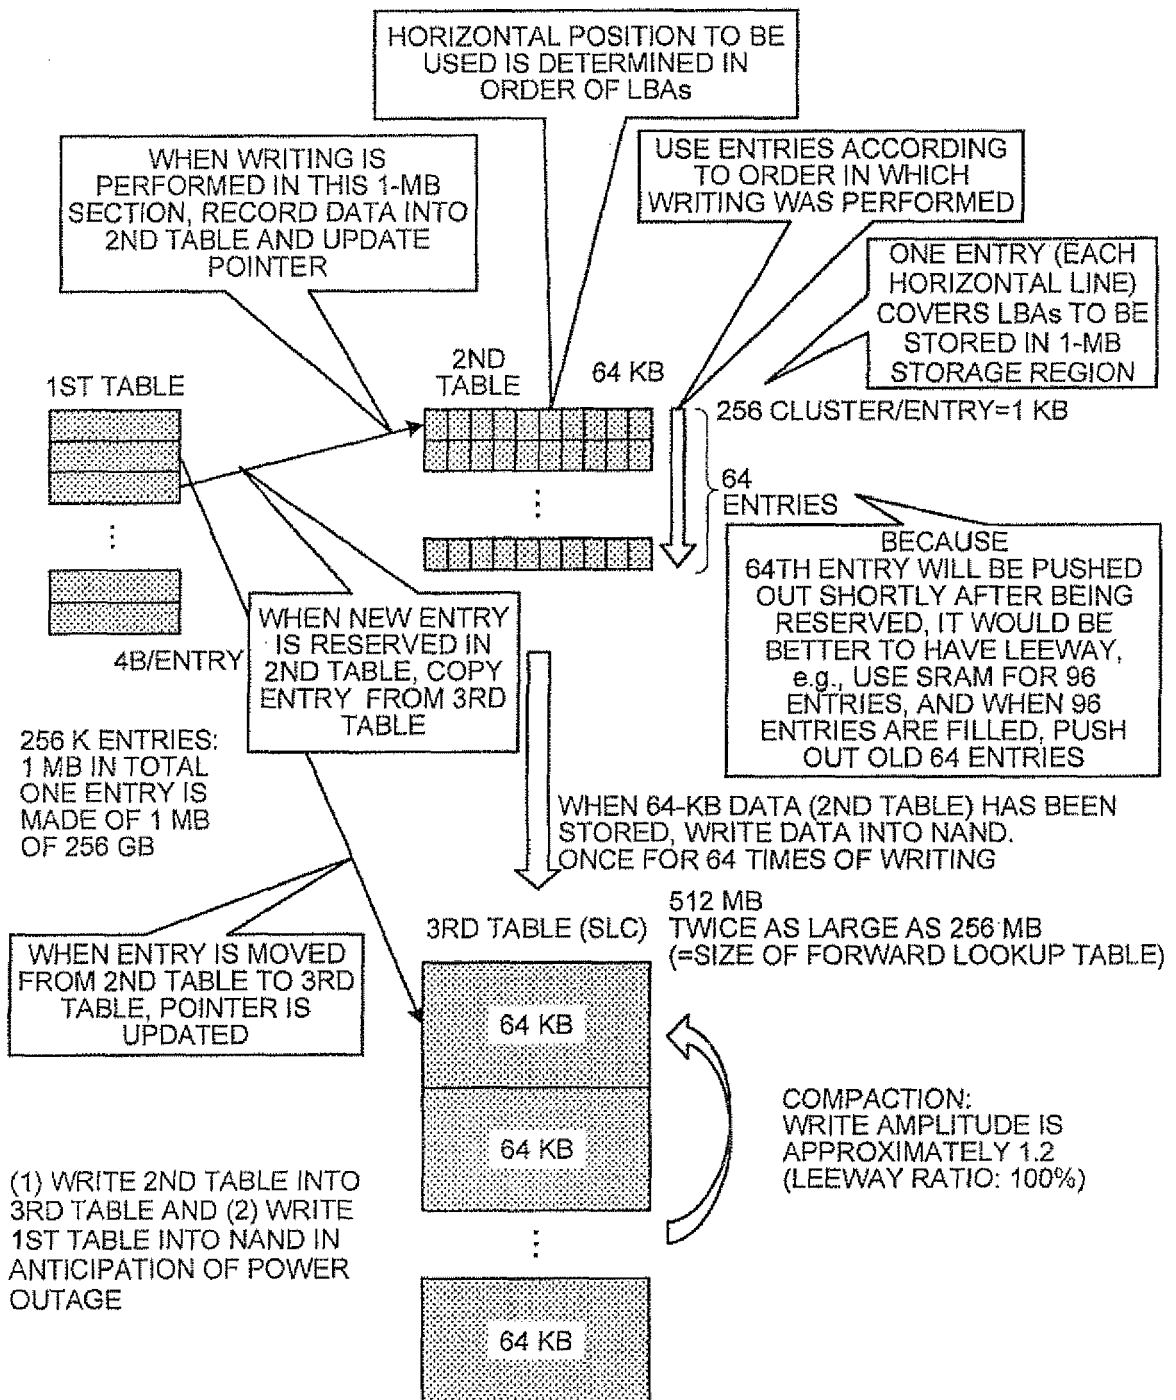 HORIZONTAL POSITION TO BE
USED IS DETERMINED IN
ORDER OF LBAs
WHEN WRITING IS
PERFORMED IN THIS 1-MB
SECTION, RECORD DATA INTO
2ND TABLE AND UPDATE
POINTER
USE ENTRIES ACCORDING
TO ORDER IN WHICH
WRITING WAS PERFORMED
ONE ENTRY (EACH
HORIZONTAL LINE)
COVERS LBAs TO BE
STORED IN 1-MB
STORAGE REGION
1ST TABLE
2ND
TABLE
64 KB
256 CLUSTER/ENTRY=1 KB
64
ENTRIES
BECAUSE
64TH ENTRY WILL BE PUSHED
OUT SHORTLY AFTER BEING
RESERVED, IT WOULD BE
BETTER TO HAVE LEEWAY,
e.g., USE SRAM FOR 96
ENTRIES, AND WHEN 96
ENTRIES ARE FILLED, PUSH
OUT OLD 64 ENTRIES
WHEN NEW ENTRY
IS RESERVED IN
2ND TABLE, COPY
ENTRY FROM 3RD
TABLE
4B/ENTRY
256 K ENTRIES:
1 MB IN TOTAL
ONE ENTRY IS
MADE OF 1 MB
OF 256 GB
WHEN 64-KB DATA (2ND TABLE) HAS BEEN
STORED, WRITE DATA INTO NAND.
ONCE FOR 64 TIMES OF WRITING
WHEN ENTRY IS MOVED
FROM 2ND TABLE TO 3RD
TABLE, POINTER IS
UPDATED
3RD TABLE (SLC)
512 MB
TWICE AS LARGE AS 256 MB
(=SIZE OF FORWARD LOOKUP TABLE)
64 KB
64 KB
64 KB
COMPACTION:
WRITE AMPLITUDE IS
APPROXIMATELY 1.2
(LEEWAY RATIO: 100%)
(1) WRITE 2ND TABLE INTO
3RD TABLE AND (2) WRITE
1ST TABLE INTO NAND IN
ANTICIPATION OF POWER
OUTAGE